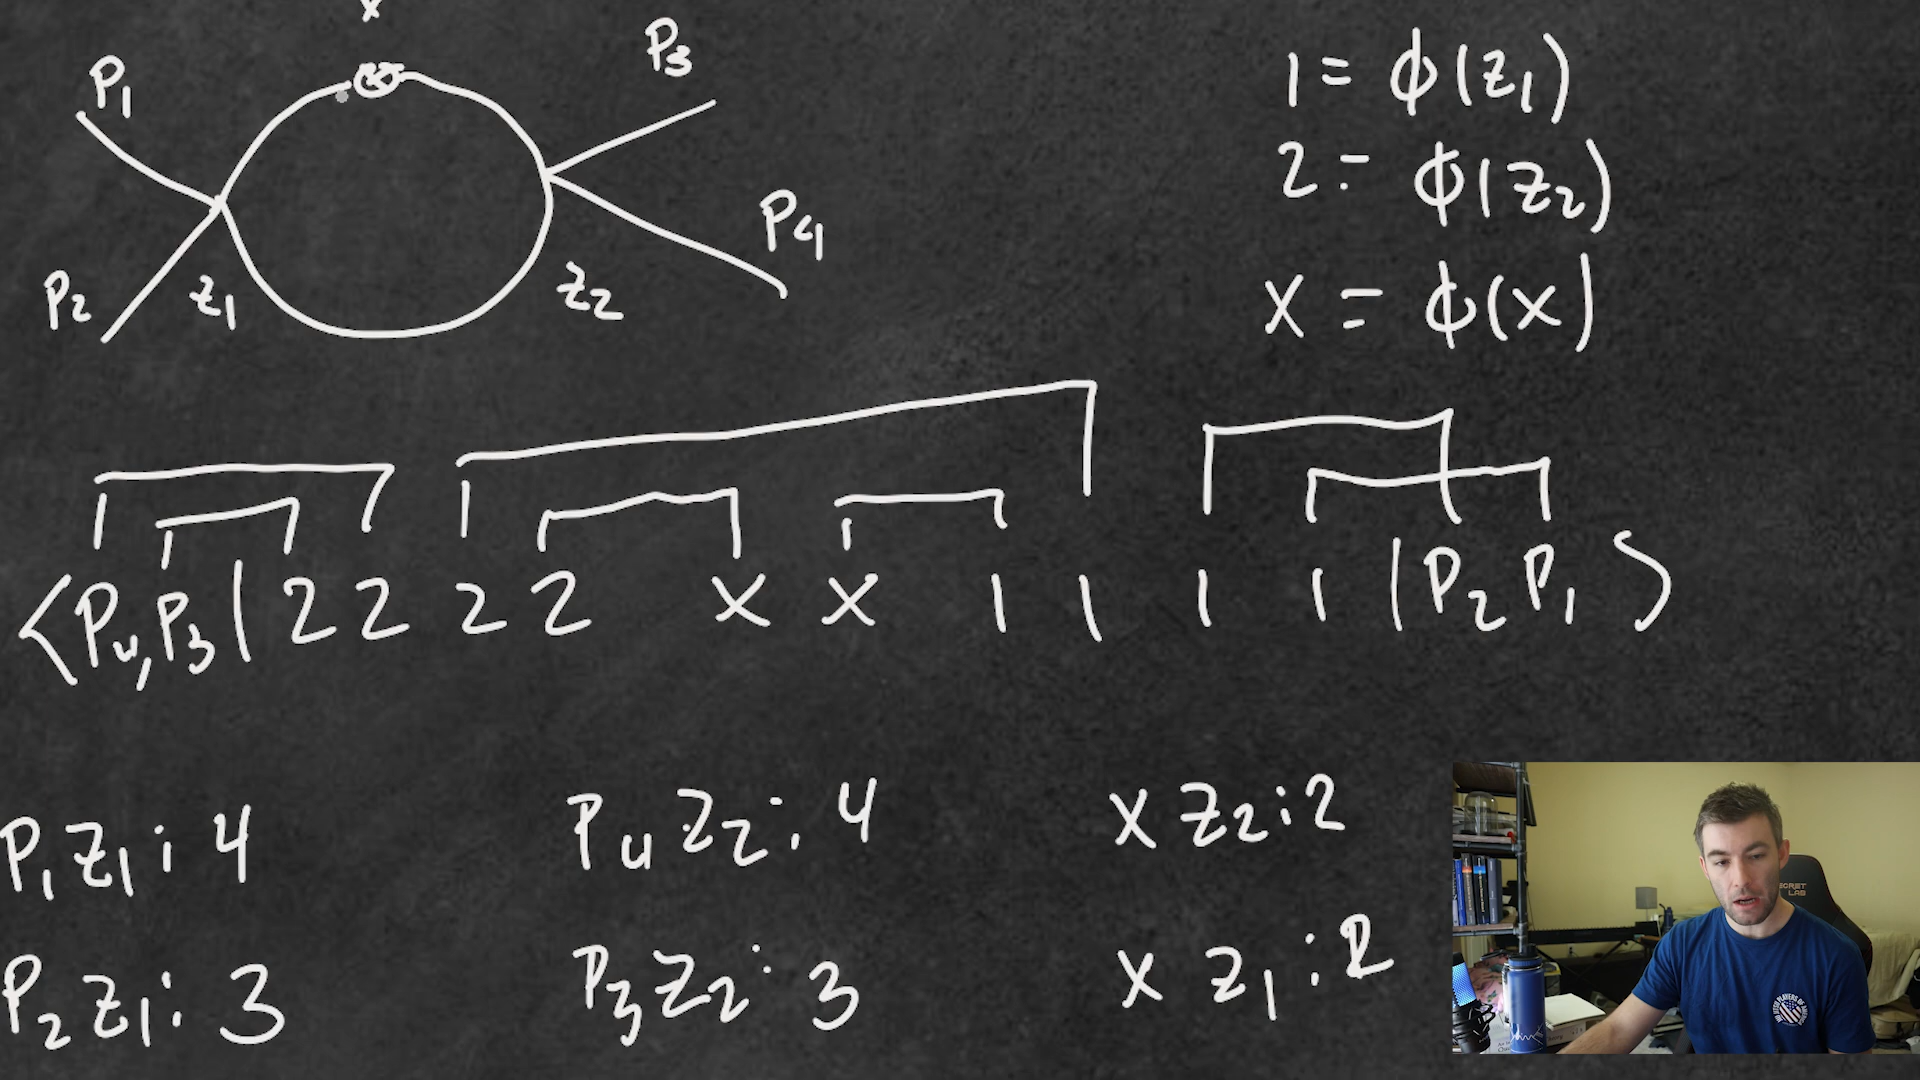 x
P1
P3
P2
z1
z2
P4
1 = φ(z1)
2 = φ(z2)
x = φ(x)
⟨P4,P3|2 2 2 2 x x 1 1 1 1|P2 P1⟩
P1 z1 : 4
P4 z2 : 4
x z2 : 2
P2 z1 : 3
P3 z2 : 3
x z1 : 2
SECRET
LAB